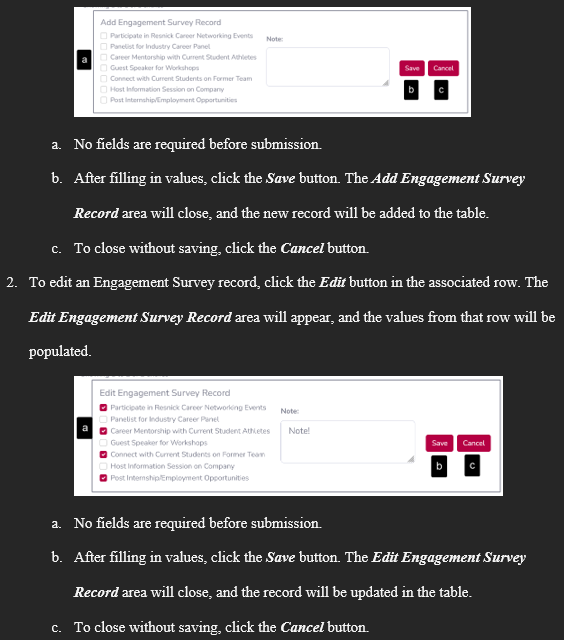 Add Engagement Survey Record
Participate in Resnick Career Networking Events
Note:
Panelist for Industry Career Panel
a
Career Mentorship with Current Student Athletes
Guest Speaker for Workshops
Save Cancel
Connect with Current Students on Former Team
Host Information Session on Company
b c
Post Internship/Employment Opportunities
a. No fields are required before submission.
b. After filling in values, click the Save button. The Add Engagement Survey
Record area will close, and the new record will be added to the table.
c. To close without saving, click the Cancel button.
2. To edit an Engagement Survey record, click the Edit button in the associated row. The
Edit Engagement Survey Record area will appear, and the values from that row will be
populated.
Edit Engagement Survey Record
Participate in Resnick Career Networking Events
Note:
Panelist for Industry Career Panel
a
Career Mentorship with Current Student Athletes
Note!
Guest Speaker for Workshops
Save Cancel
Connect with Current Students on Former Team
Host Information Session on Company
b c
Post Internship/Employment Opportunities
a. No fields are required before submission.
b. After filling in values, click the Save button. The Edit Engagement Survey
Record area will close, and the record will be updated in the table.
c. To close without saving, click the Cancel button.